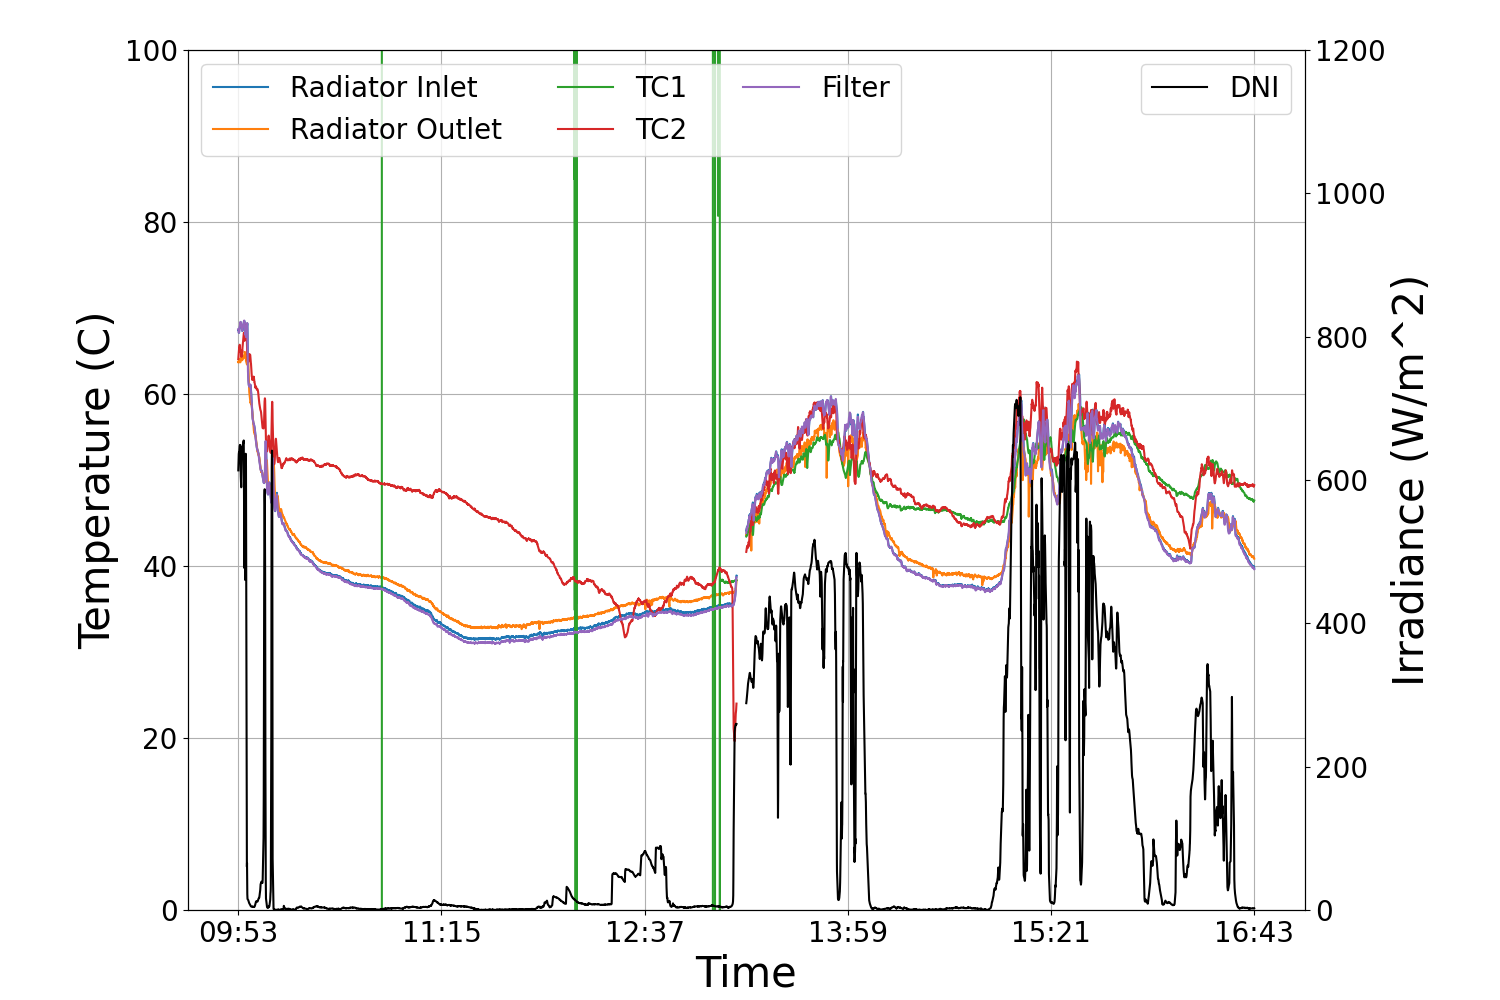 100
80
60
40
20
0
Temperature (C)
Radiator Inlet
Radiator Outlet
TC1
TC2
Filter
DNI
1200
1000
800
600
400
200
0
Irradiance (W/m^2)
09:53 11:15 12:37 13:59 15:21 16:43
Time